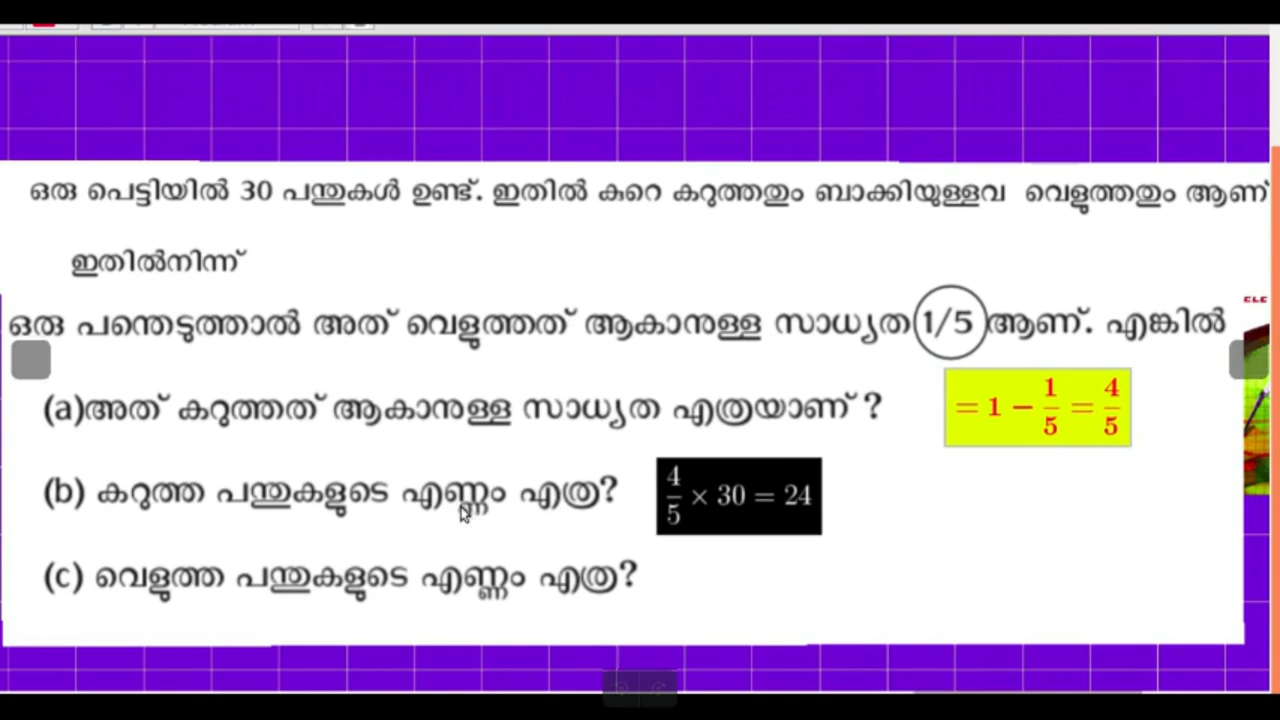 ഒരു പെട്ടിയിൽ 30 പന്തുകൾ ഉണ്ട്. ഇതിൽ കുറെ കറുത്തതും ബാക്കിയുള്ളവ വെളുത്തതും ആണ്
ഇതിൽനിന്ന്
ഒരു പന്തെടുത്താൽ അത് വെളുത്തത് ആകാനുള്ള സാധ്യത 1/5 ആണ്. എങ്കിൽ
(a)അത് കറുത്തത് ആകാനുള്ള സാധ്യത എത്രയാണ് ? = 1 − 1/5 = 4/5
(b) കറുത്ത പന്തുകളുടെ എണ്ണം എത്ര? 4/5 × 30 = 24
(c) വെളുത്ത പന്തുകളുടെ എണ്ണം എത്ര?